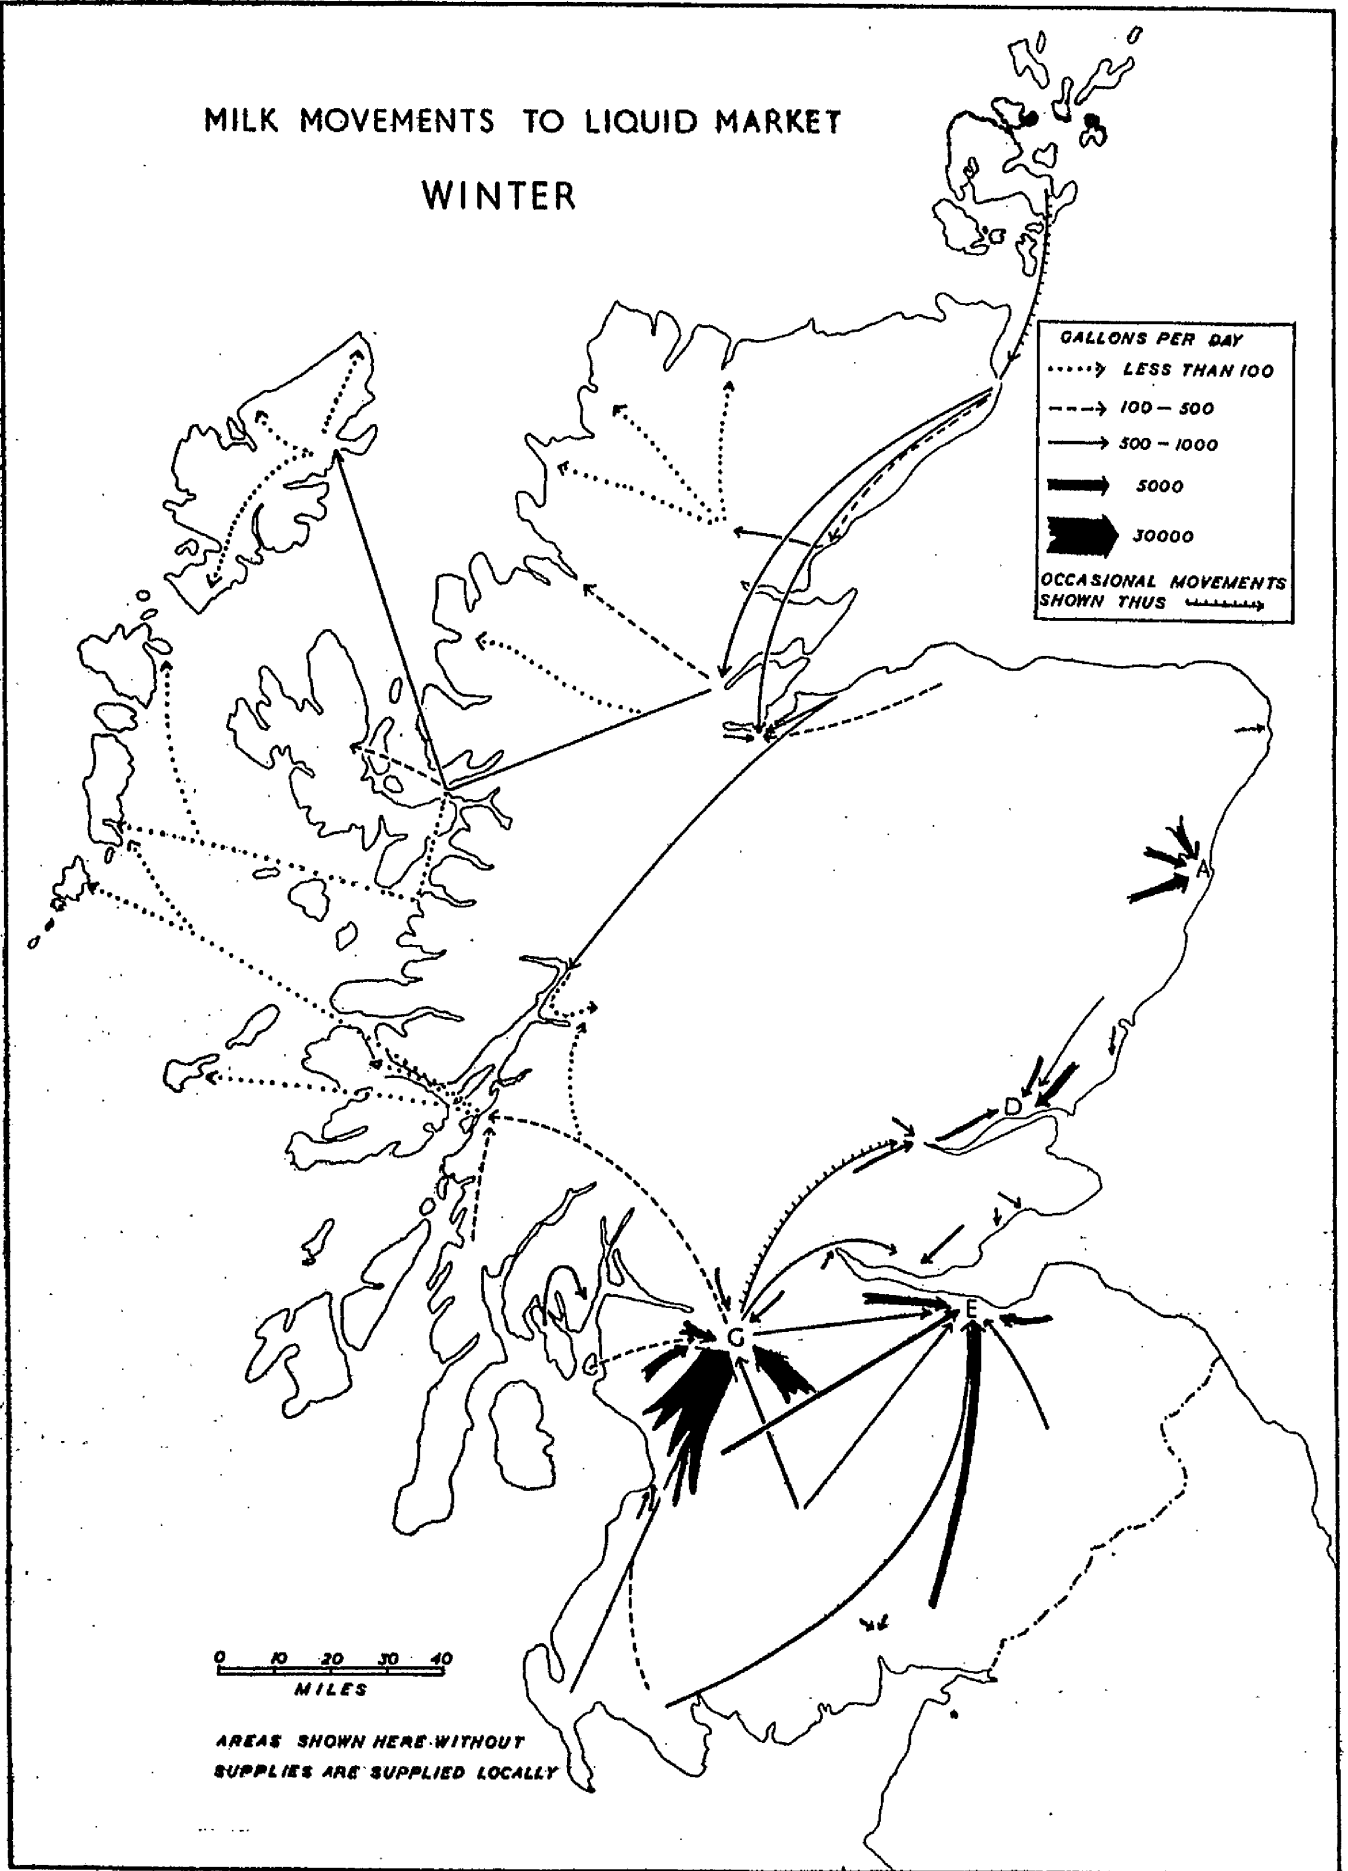 MILK MOVEMENTS TO LIQUID MARKET
WINTER
GALLONS PER DAY
LESS THAN 100
100 - 500
500 - 1000
5000
30000
OCCASIONAL MOVEMENTS
SHOWN THUS
A
D
E
G
0 10 20 30 40
MILES
AREAS SHOWN HERE WITHOUT
SUPPLIES ARE SUPPLIED LOCALLY